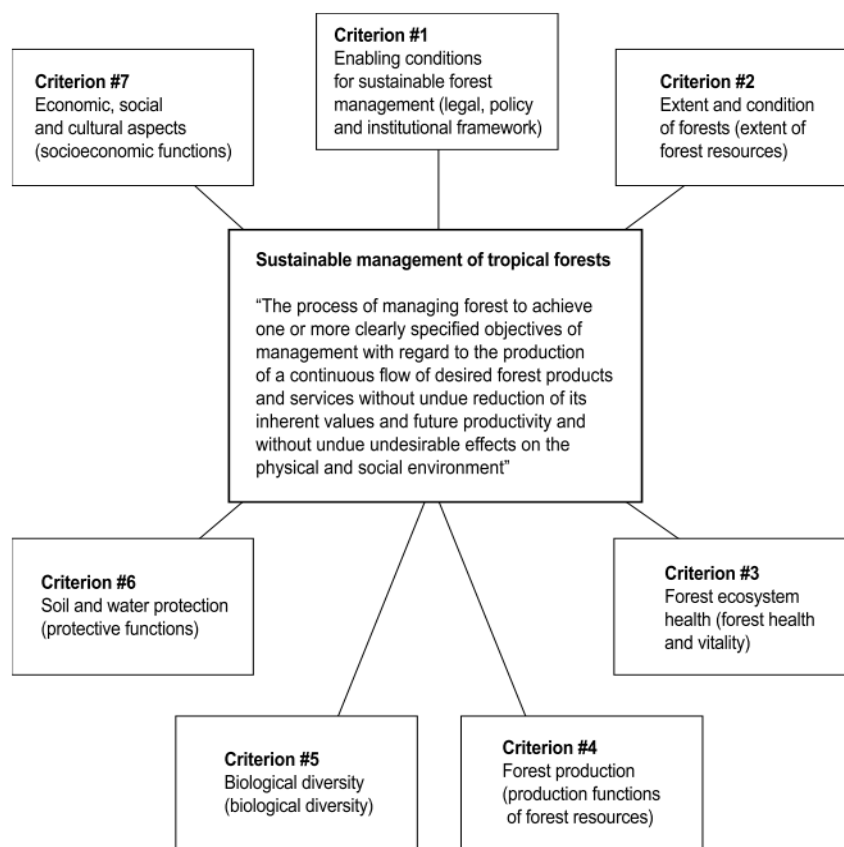 Criterion #1
Enabling conditions
for sustainable forest
management (legal, policy
and institutional framework)
Criterion #7
Economic, social
and cultural aspects
(socioeconomic functions)
Criterion #2
Extent and condition
of forests (extent of
forest resources)
Sustainable management of tropical forests
“The process of managing forest to achieve
one or more clearly specified objectives of
management with regard to the production
of a continuous flow of desired forest products
and services without undue reduction of its
inherent values and future productivity and
without undue undesirable effects on the
physical and social environment”
Criterion #6
Soil and water protection
(protective functions)
Criterion #3
Forest ecosystem
health (forest health
and vitality)
Criterion #5
Biological diversity
(biological diversity)
Criterion #4
Forest production
(production functions
of forest resources)